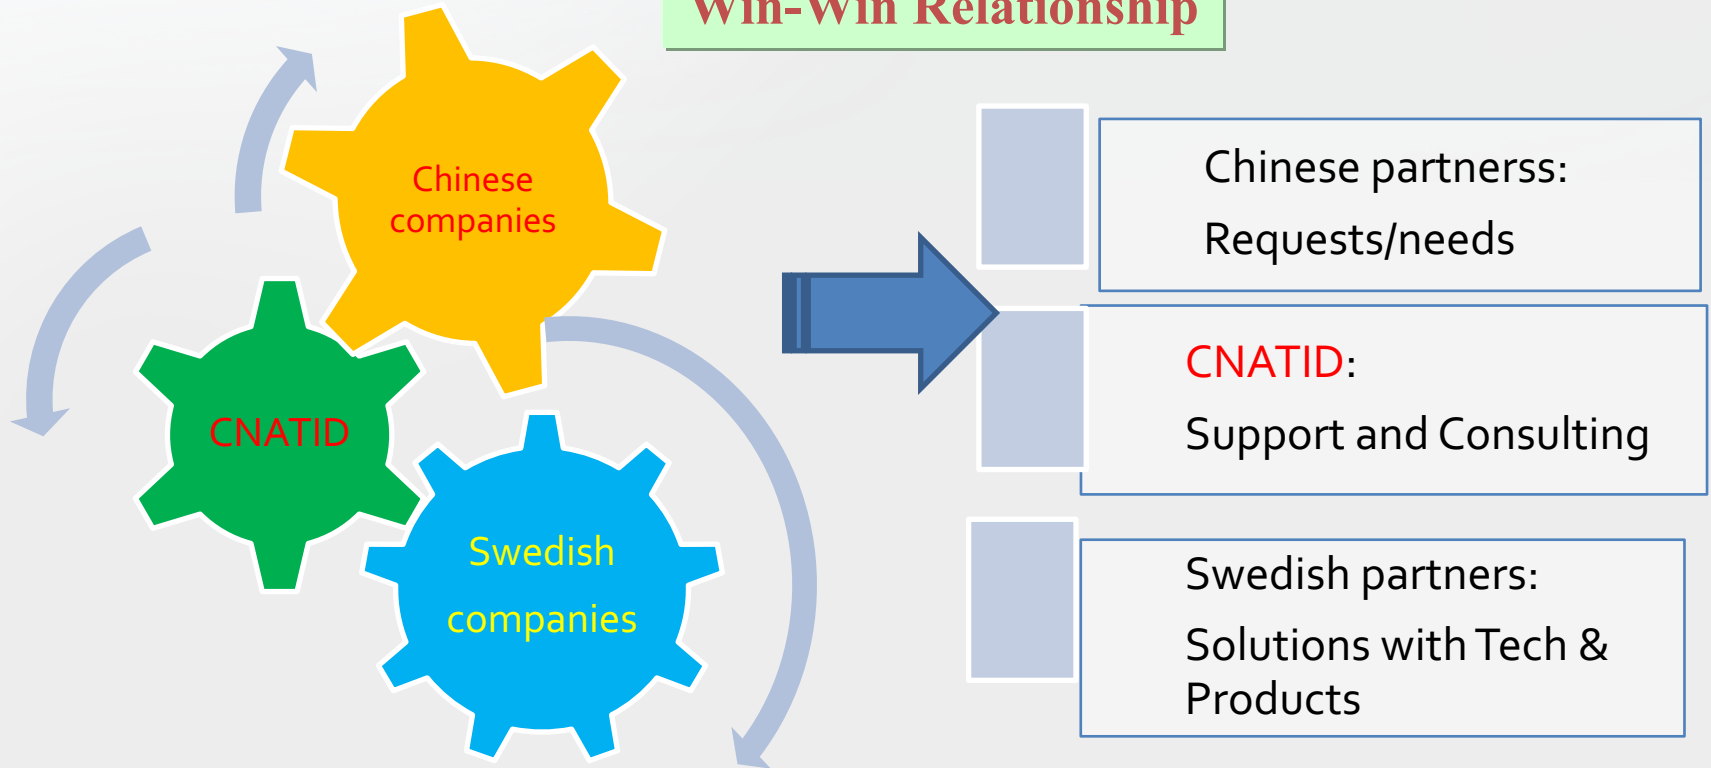 Win-Win Relationship
Chinese
companies
CNATID
Swedish
companies
Chinese partnerss:
Requests/needs
CNATID:
Support and Consulting
Swedish partners:
Solutions with Tech &
Products